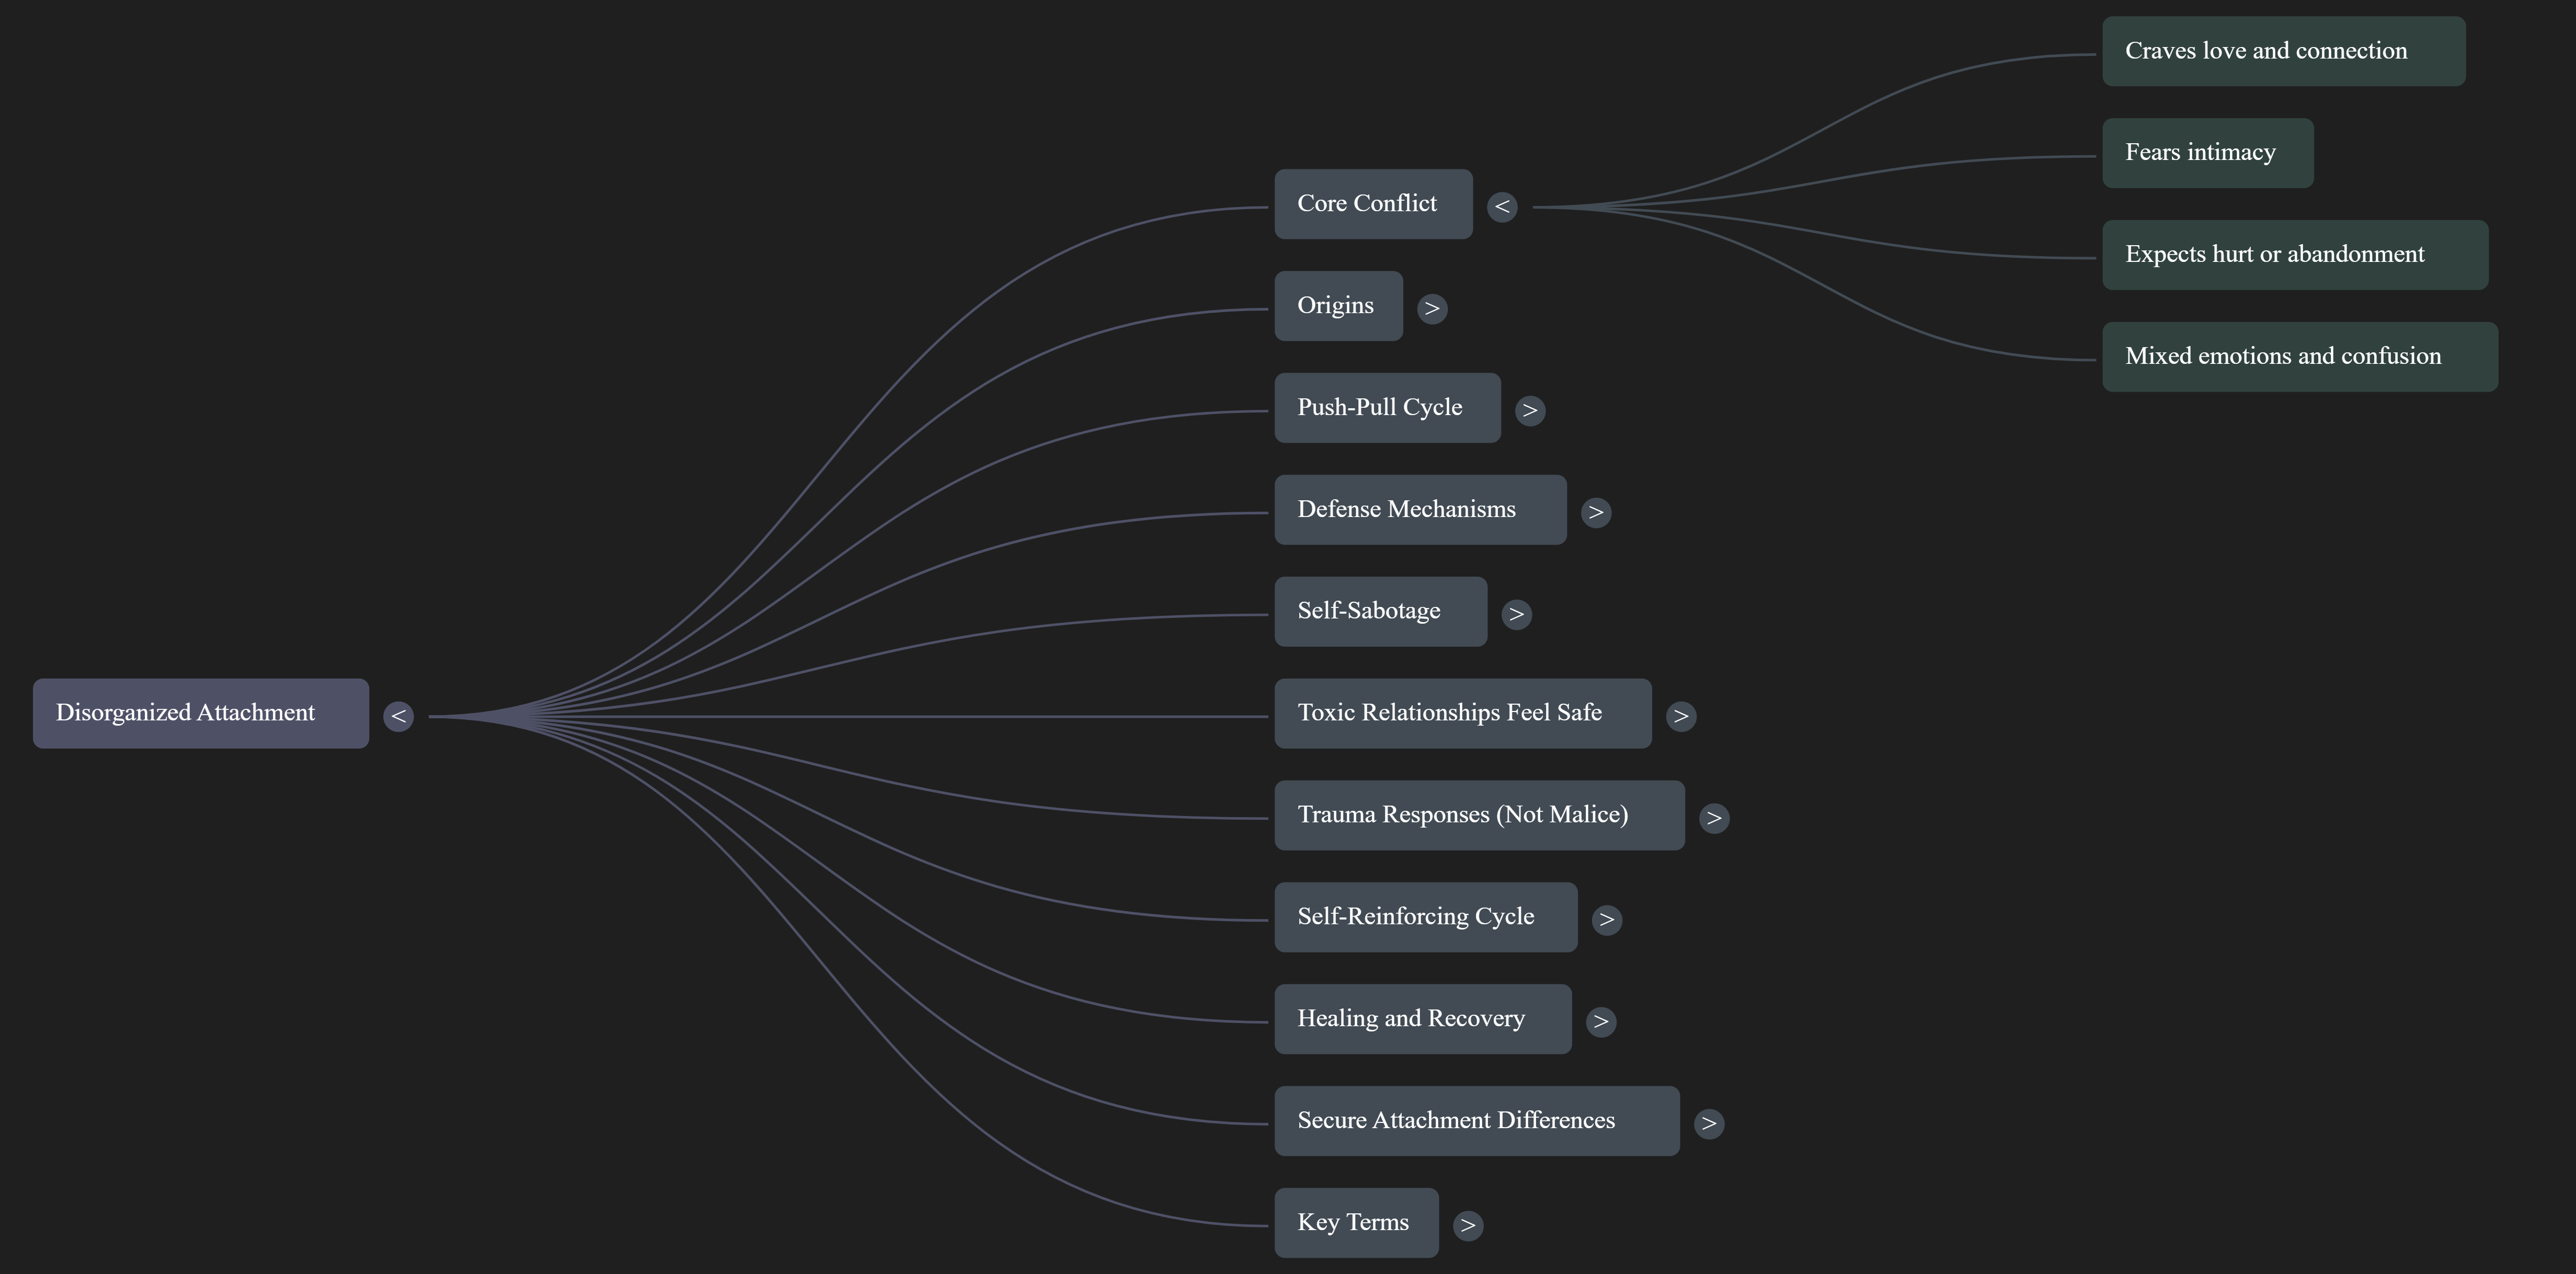 Disorganized Attachment
<
Core Conflict
<
Craves love and connection
Fears intimacy
Expects hurt or abandonment
Mixed emotions and confusion
Origins
>
Push-Pull Cycle
>
Defense Mechanisms
>
Self-Sabotage
>
Toxic Relationships Feel Safe
>
Trauma Responses (Not Malice)
>
Self-Reinforcing Cycle
>
Healing and Recovery
>
Secure Attachment Differences
>
Key Terms
>